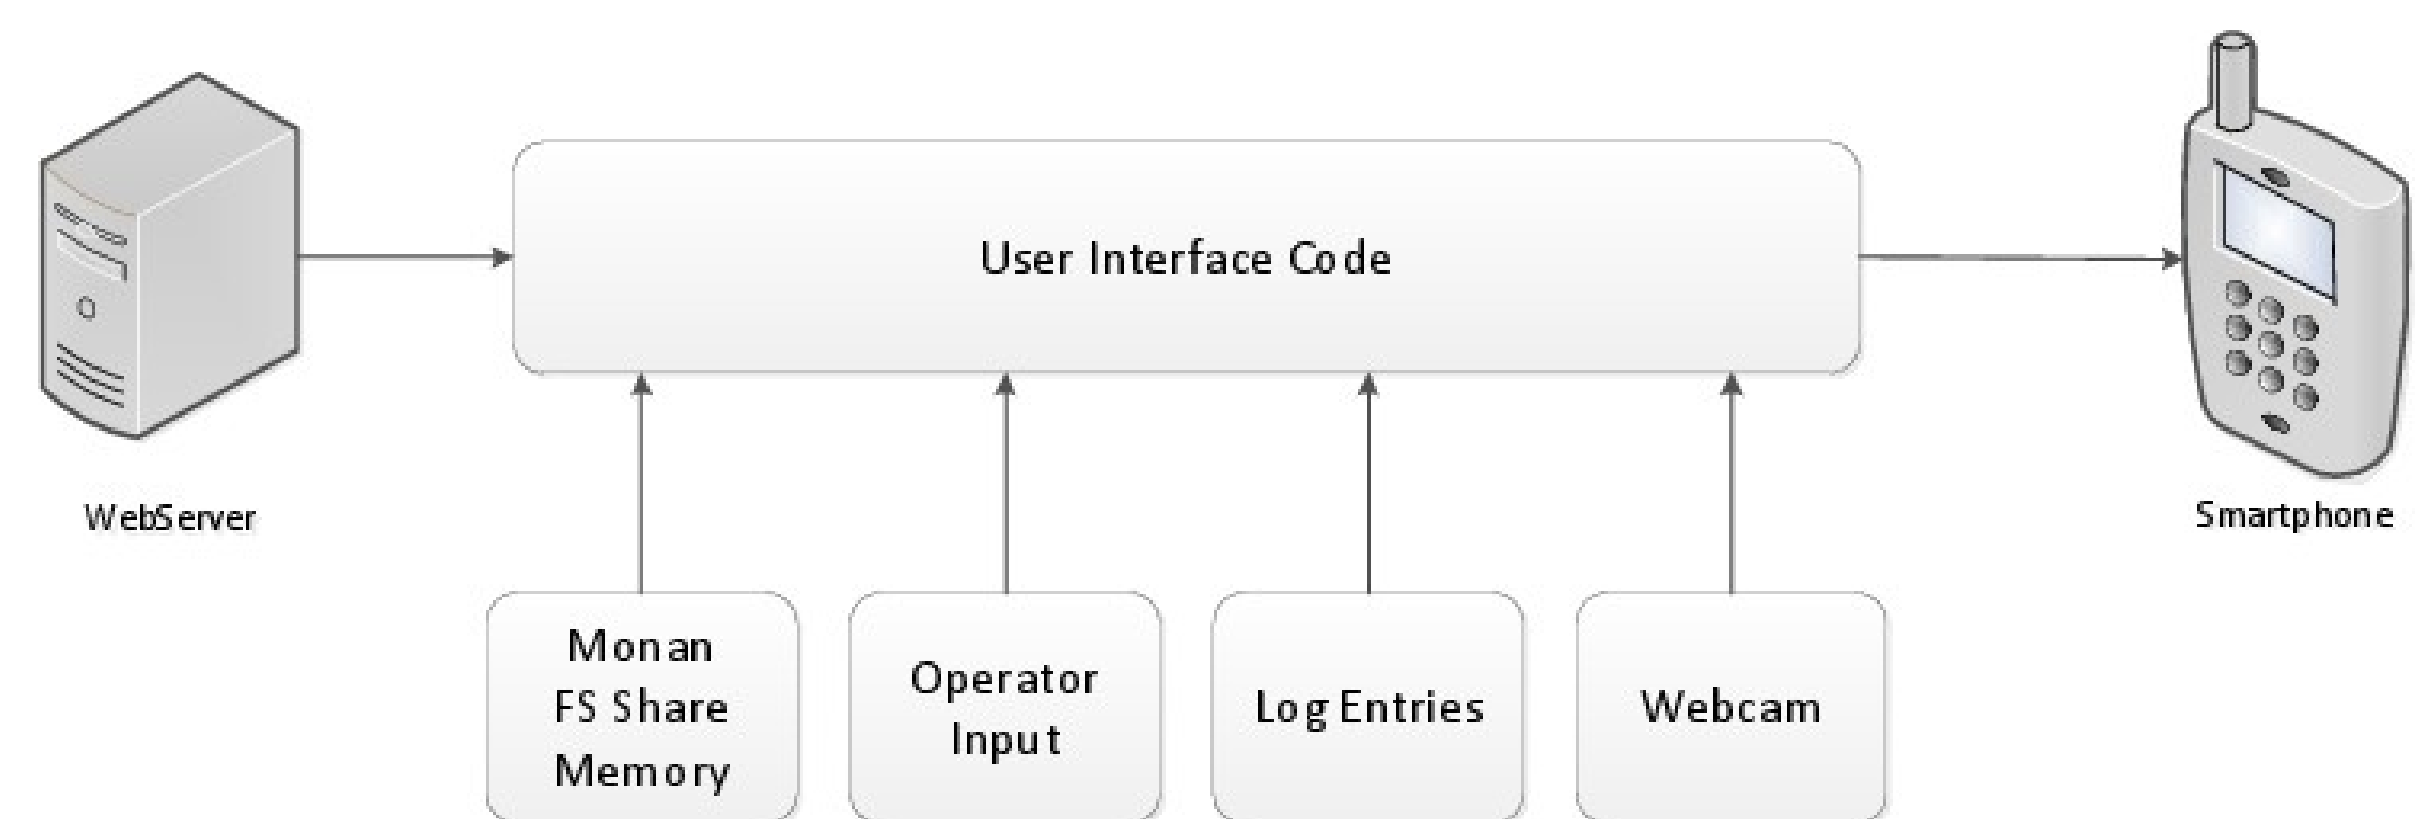 User Interface Code
WebServer
Smartphone
Monan
FS Share
Memory
Operator
Input
Log Entries
Webcam